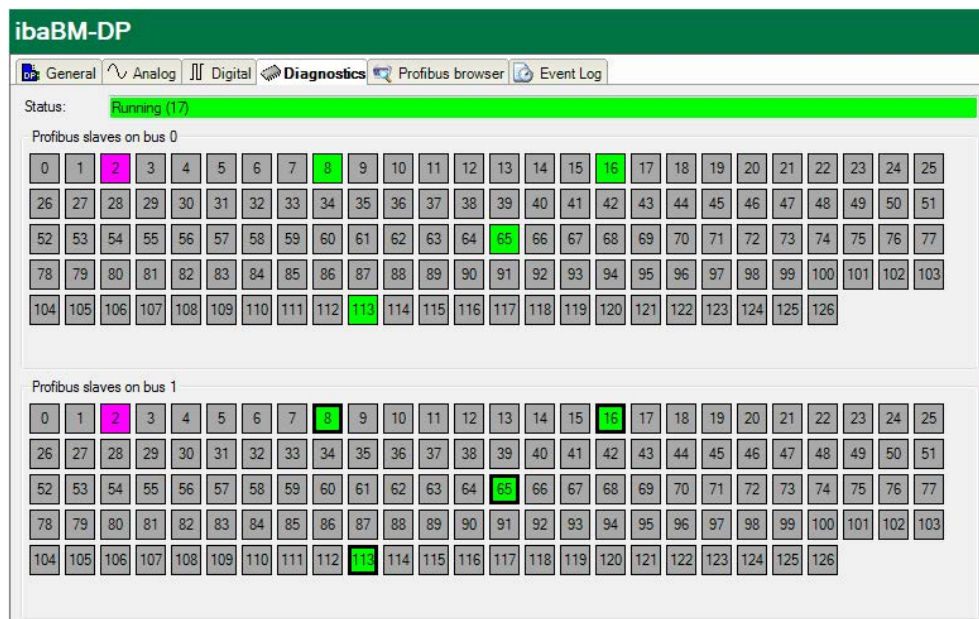 ibaBM-DP
DP General Analog Digital Diagnostics Profibus browser Event Log
Status: Running (17)
Profibus slaves on bus 0
0 1 2 3 4 5 6 7 8 9 10 11 12 13 14 15 16 17 18 19 20 21 22 23 24 25
26 27 28 29 30 31 32 33 34 35 36 37 38 39 40 41 42 43 44 45 46 47 48 49 50 51
52 53 54 55 56 57 58 59 60 61 62 63 64 65 66 67 68 69 70 71 72 73 74 75 76 77
78 79 80 81 82 83 84 85 86 87 88 89 90 91 92 93 94 95 96 97 98 99 100 101 102 103
104 105 106 107 108 109 110 111 112 113 114 115 116 117 118 119 120 121 122 123 124 125 126
Profibus slaves on bus 1
0 1 2 3 4 5 6 7 8 9 10 11 12 13 14 15 16 17 18 19 20 21 22 23 24 25
26 27 28 29 30 31 32 33 34 35 36 37 38 39 40 41 42 43 44 45 46 47 48 49 50 51
52 53 54 55 56 57 58 59 60 61 62 63 64 65 66 67 68 69 70 71 72 73 74 75 76 77
78 79 80 81 82 83 84 85 86 87 88 89 90 91 92 93 94 95 96 97 98 99 100 101 102 103
104 105 106 107 108 109 110 111 112 113 114 115 116 117 118 119 120 121 122 123 124 125 126